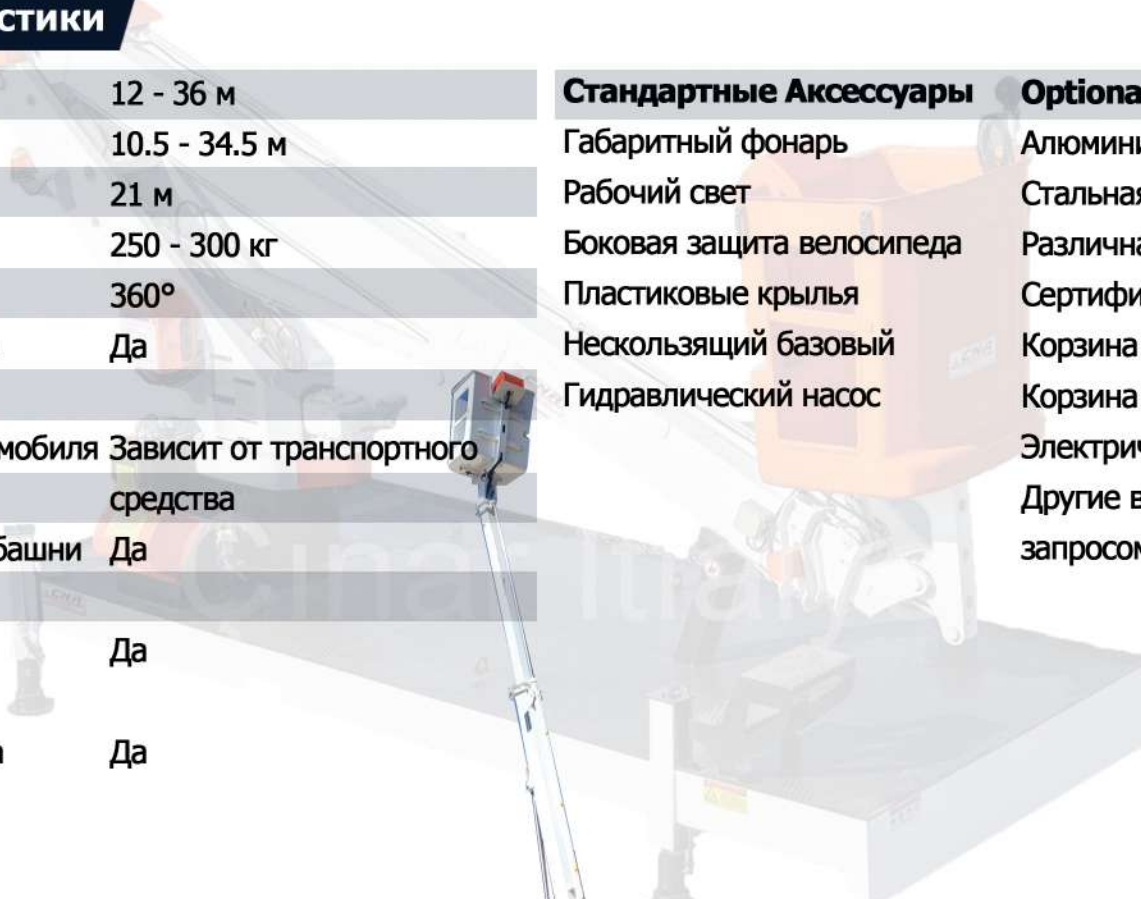 стики
12 - 36 м
10.5 - 34.5 м
21 м
250 - 300 кг
360°
Да
мобиля Зависит от транспортного
средства
башни Да
Да
а Да
Стандартные Аксессуары
Габаритный фонарь
Рабочий свет
Боковая защита велосипеда
Пластиковые крылья
Нескользящий базовый
Гидравлический насос
Optiona
Алюмини
Стальная
Различна
Сертифи
Корзина
Корзина
Электрич
Другие в
запросом